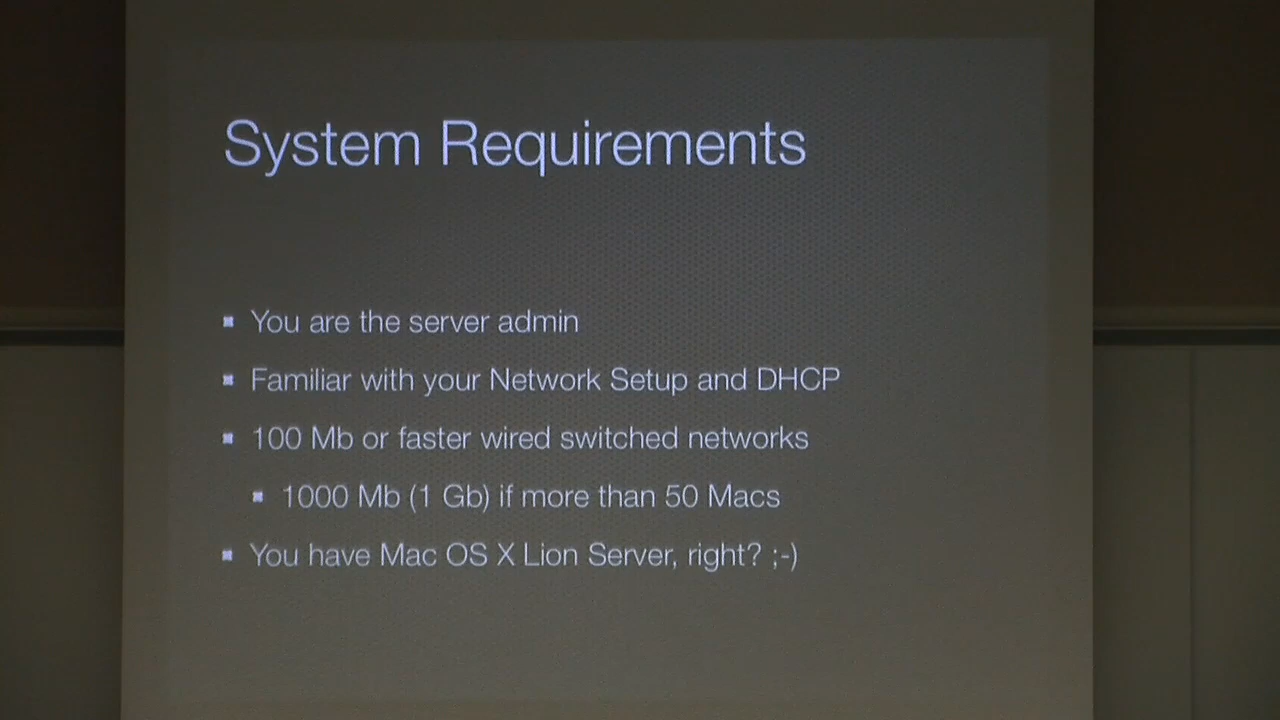 System Requirements
You are the server admin
Familiar with your Network Setup and DHCP
100 Mb or faster wired switched networks
1000 Mb (1 Gb) if more than 50 Macs
You have Mac OS X Lion Server, right? ;-)